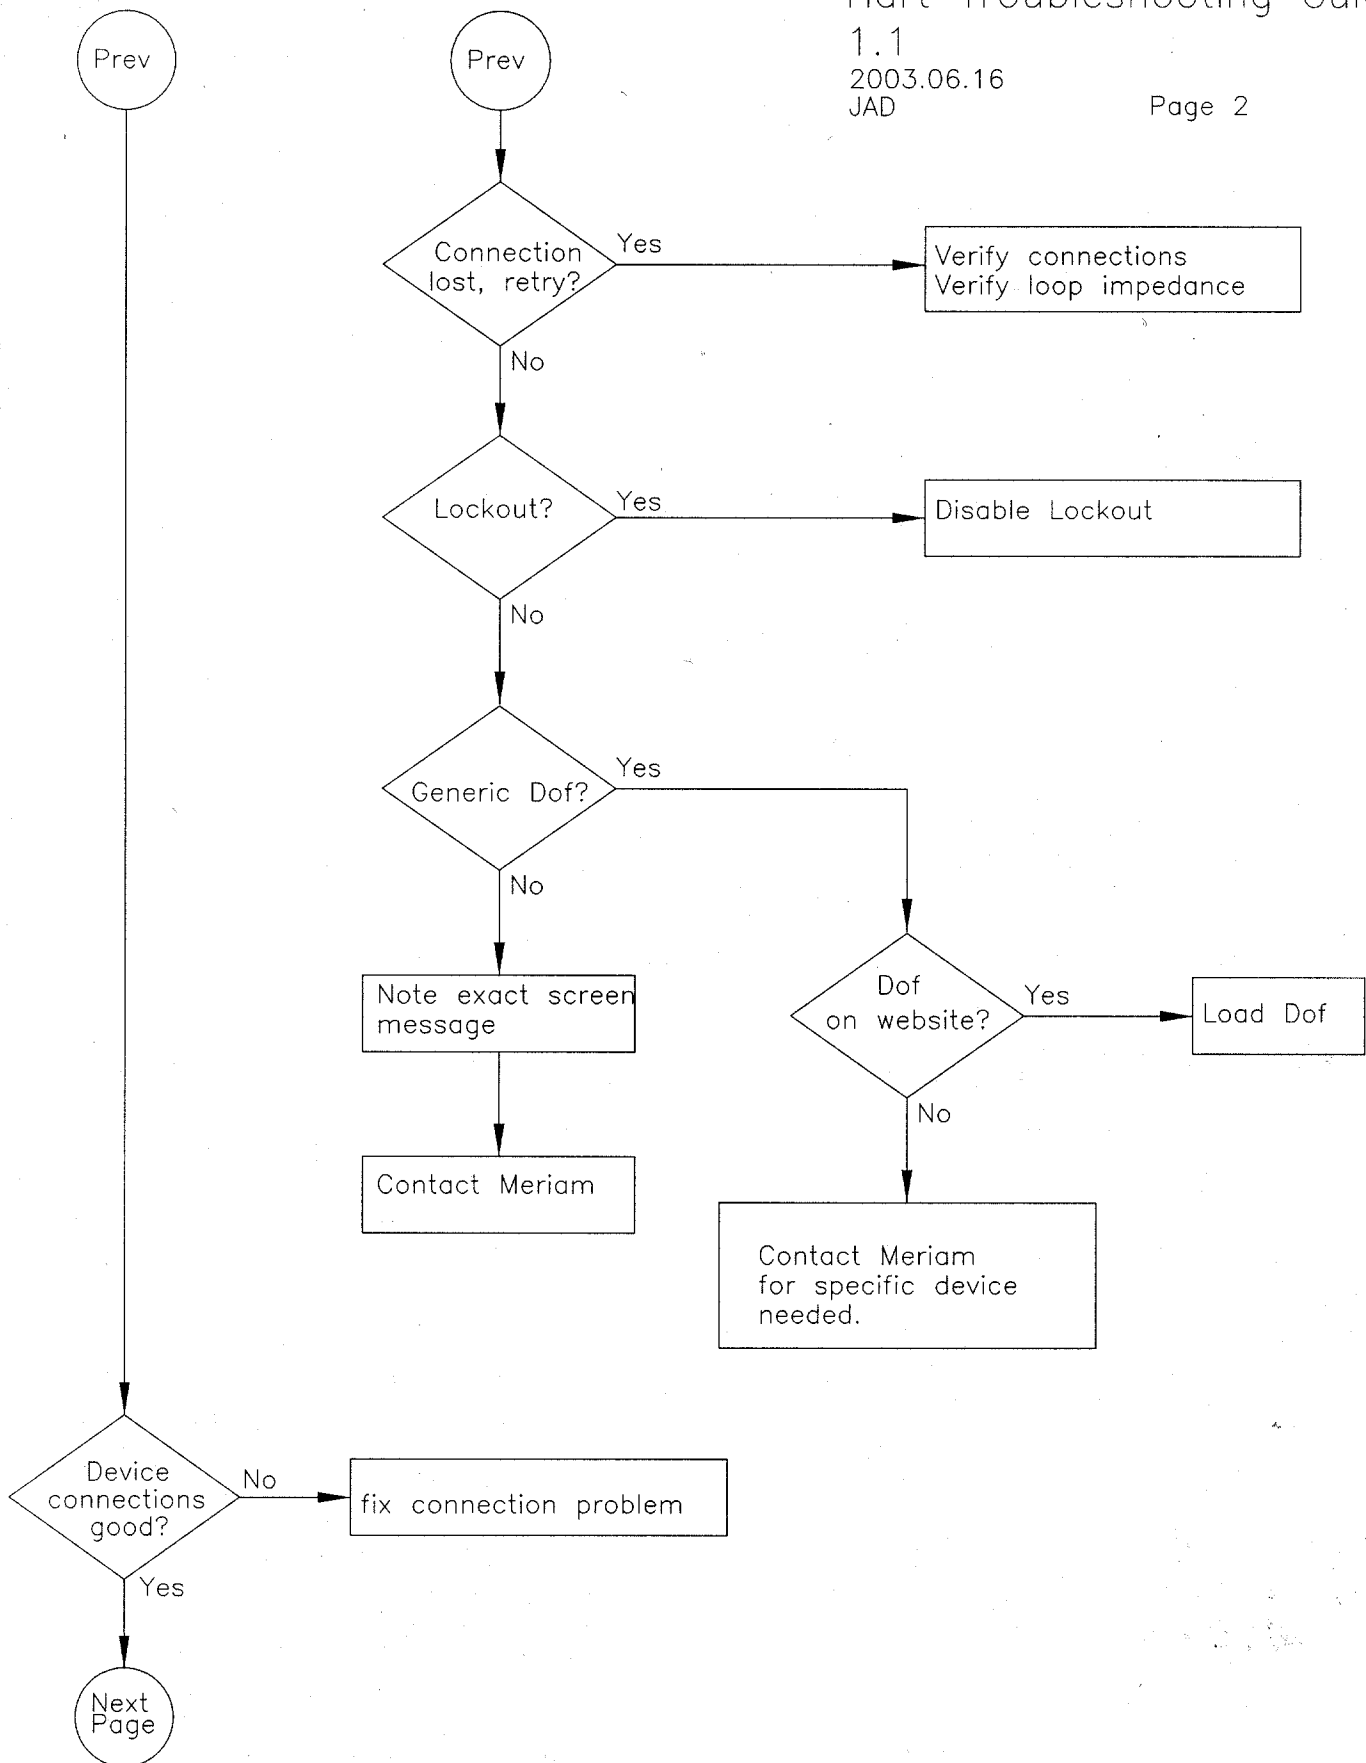 Prev
Prev
Hart Troubleshooting
1.1
2003.06.16
JAD Page 2
Connection
lost, retry?
Yes
Verify connections
Verify loop impedance
No
Lockout?
Yes
Disable Lockout
No
Generic Dof?
Yes
No
Note exact screen
message
Dof
on website?
Yes
Load Dof
No
Contact Meriam
Contact Meriam
for specific device
needed.
Device
connections
good?
No
fix connection problem
Yes
Next
Page